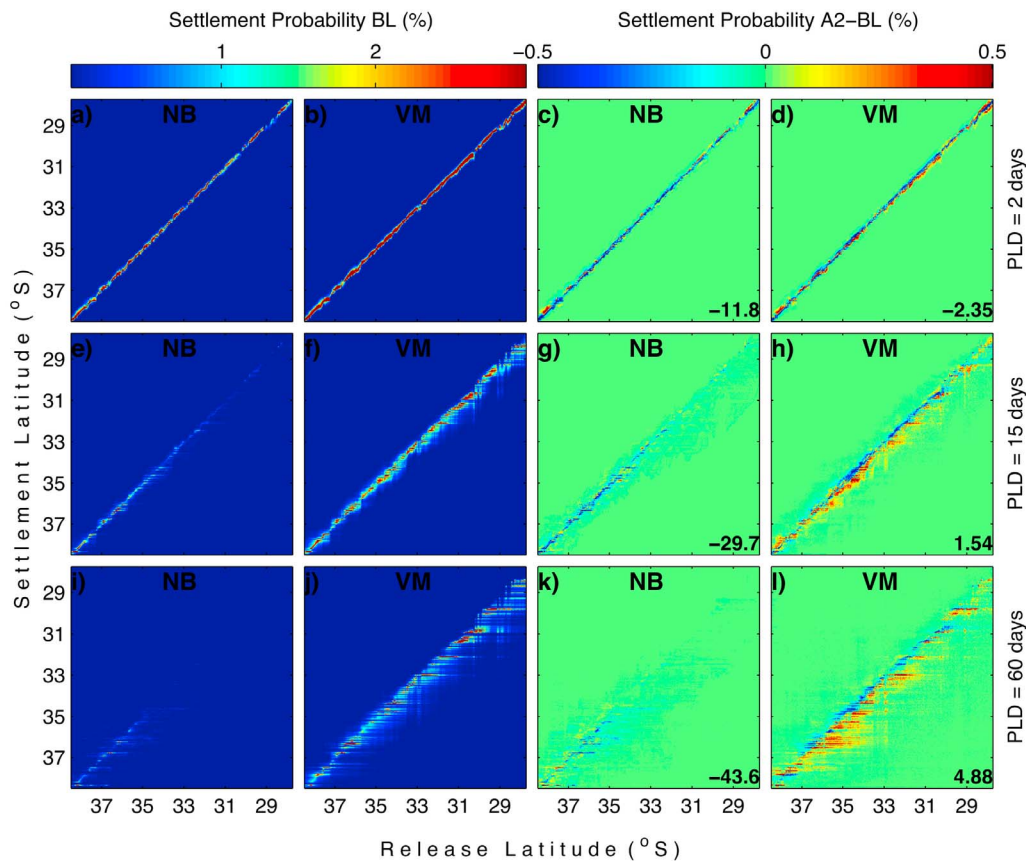 Settlement Probability BL (%)
Settlement Probability A2−BL (%)
1 2 −0.5 0 0.5
a) NB
b) VM
c) NB
d) VM
29
31
33
35
37
−11.8
−2.35
PLD = 2 days
e) NB
f) VM
g) NB
h) VM
29
31
33
35
37
−29.7
1.54
PLD = 15 days
i) NB
j) VM
k) NB
l) VM
29
31
33
35
37
−43.6
4.88
PLD = 60 days
Settlement Latitude (°S)
37 35 33 31 29
37 35 33 31 29
37 35 33 31 29
37 35 33 31 29
Release Latitude (°S)